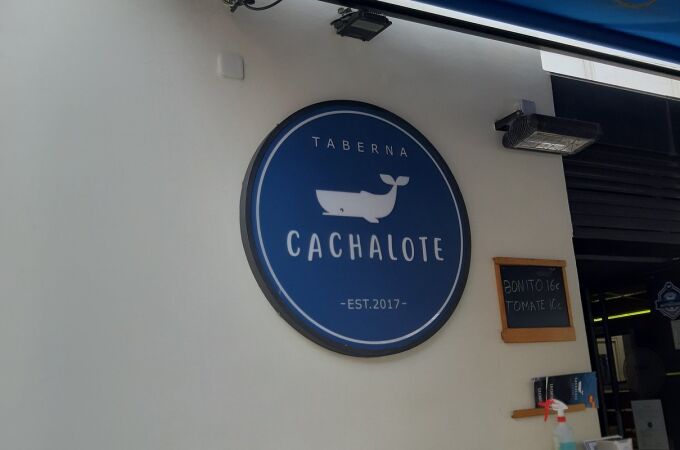 TABERNA
CACHALOTE
-EST.2017-
BONITO 16€
TOMATE 10€